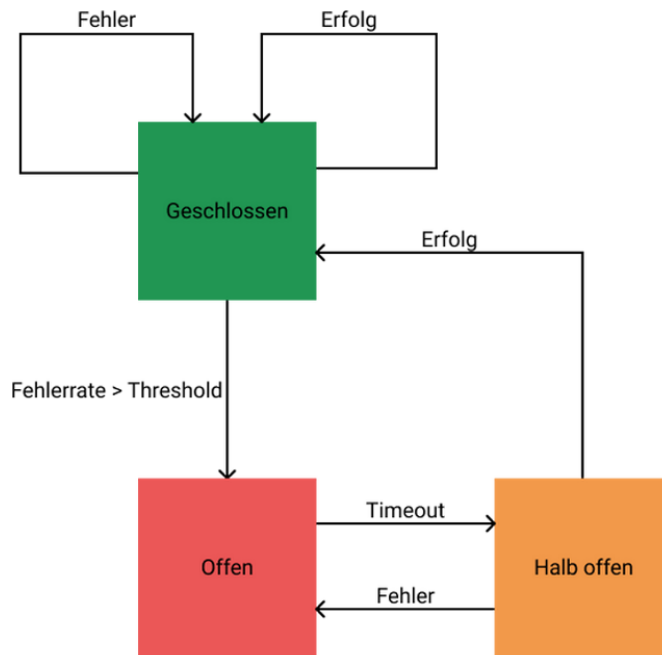 Fehler
Erfolg
Geschlossen
Erfolg
Fehlerrate > Threshold
Timeout
Offen
Halb offen
Fehler